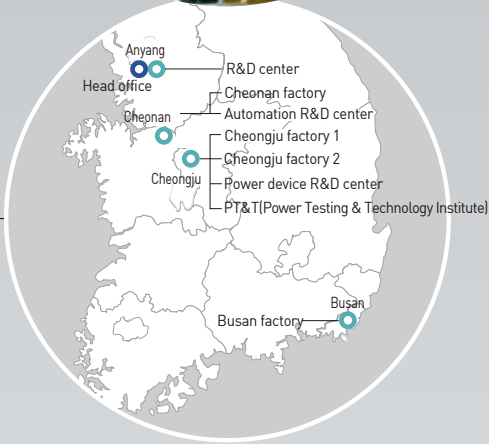 Anyang
R&D center
Head office
Cheonan factory
Automation R&D center
Cheonan
Cheongju factory 1
Cheongju factory 2
Cheongju
Power device R&D center
PT&T(Power Testing & Technology Institute)
Busan
Busan factory